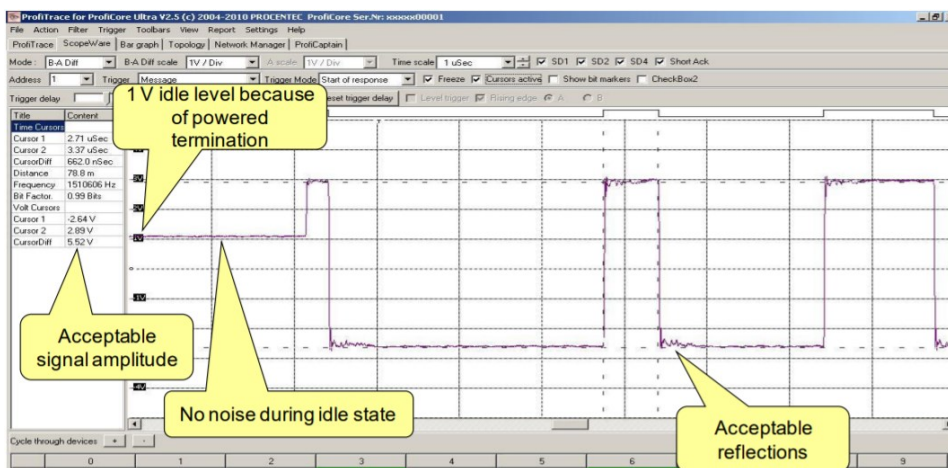 ProfiTrace for ProfiCore Ultra V2.5 (c) 2004-2010 PROCENTEC ProfiCore Ser.Nr: xxxxx00001
File Action Filter Trigger Toolbars View Report Settings Help
ProfiTrace ScopeWare Bar graph Topology Network Manager ProfiCaptain
Mode : B-A Diff B-A Diff scale 1V / Div A scale 1V / Div Time scale 1 uSec SD1 SD2 SD4 Short Ack
Address 1 Trigger Message Trigger Mode Start of response Freeze Cursors active Show bit markers CheckBox2
Trigger delay reset trigger delay Level trigger Rising edge A B
Title Content
Time Cursors
Cursor 1 2.71 uSec
Cursor 2 3.37 uSec
CursorDiff 662.0 nSec
Distance 78.8 m
Frequency 1510606 Hz
Bit Factor. 0.99 Bits
Volt Cursors
Cursor 1 -2.64 V
Cursor 2 2.89 V
CursorDiff 5.52 V
1 V idle level because
of powered
termination
3V
2V
1V
0
-1V
-4V
Acceptable
signal amplitude
No noise during idle state
Acceptable
reflections
Cycle through devices + -
0 1 2 3 4 5 6 9